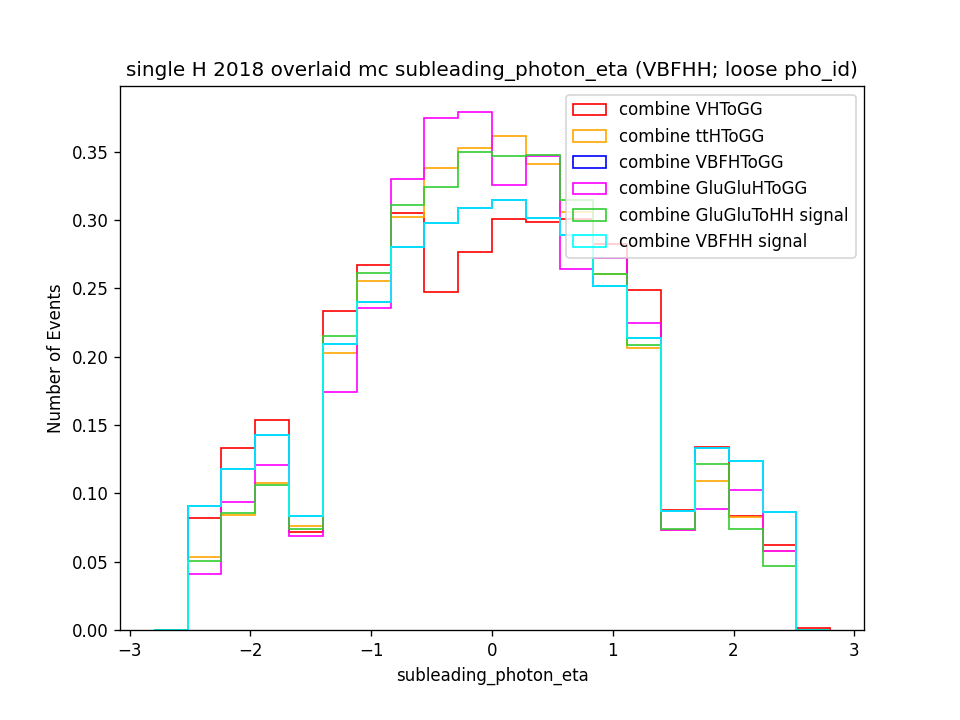 single H 2018 overlaid mc subleading_photon_eta (VBFHH; loose pho_id)
combine VHToGG
combine ttHToGG
combine VBFHToGG
combine GluGluHToGG
combine GluGluToHH signal
combine VBFHH signal
Number of Events
0.35
0.30
0.25
0.20
0.15
0.10
0.05
0.00
−3 −2 −1 0 1 2 3
subleading_photon_eta